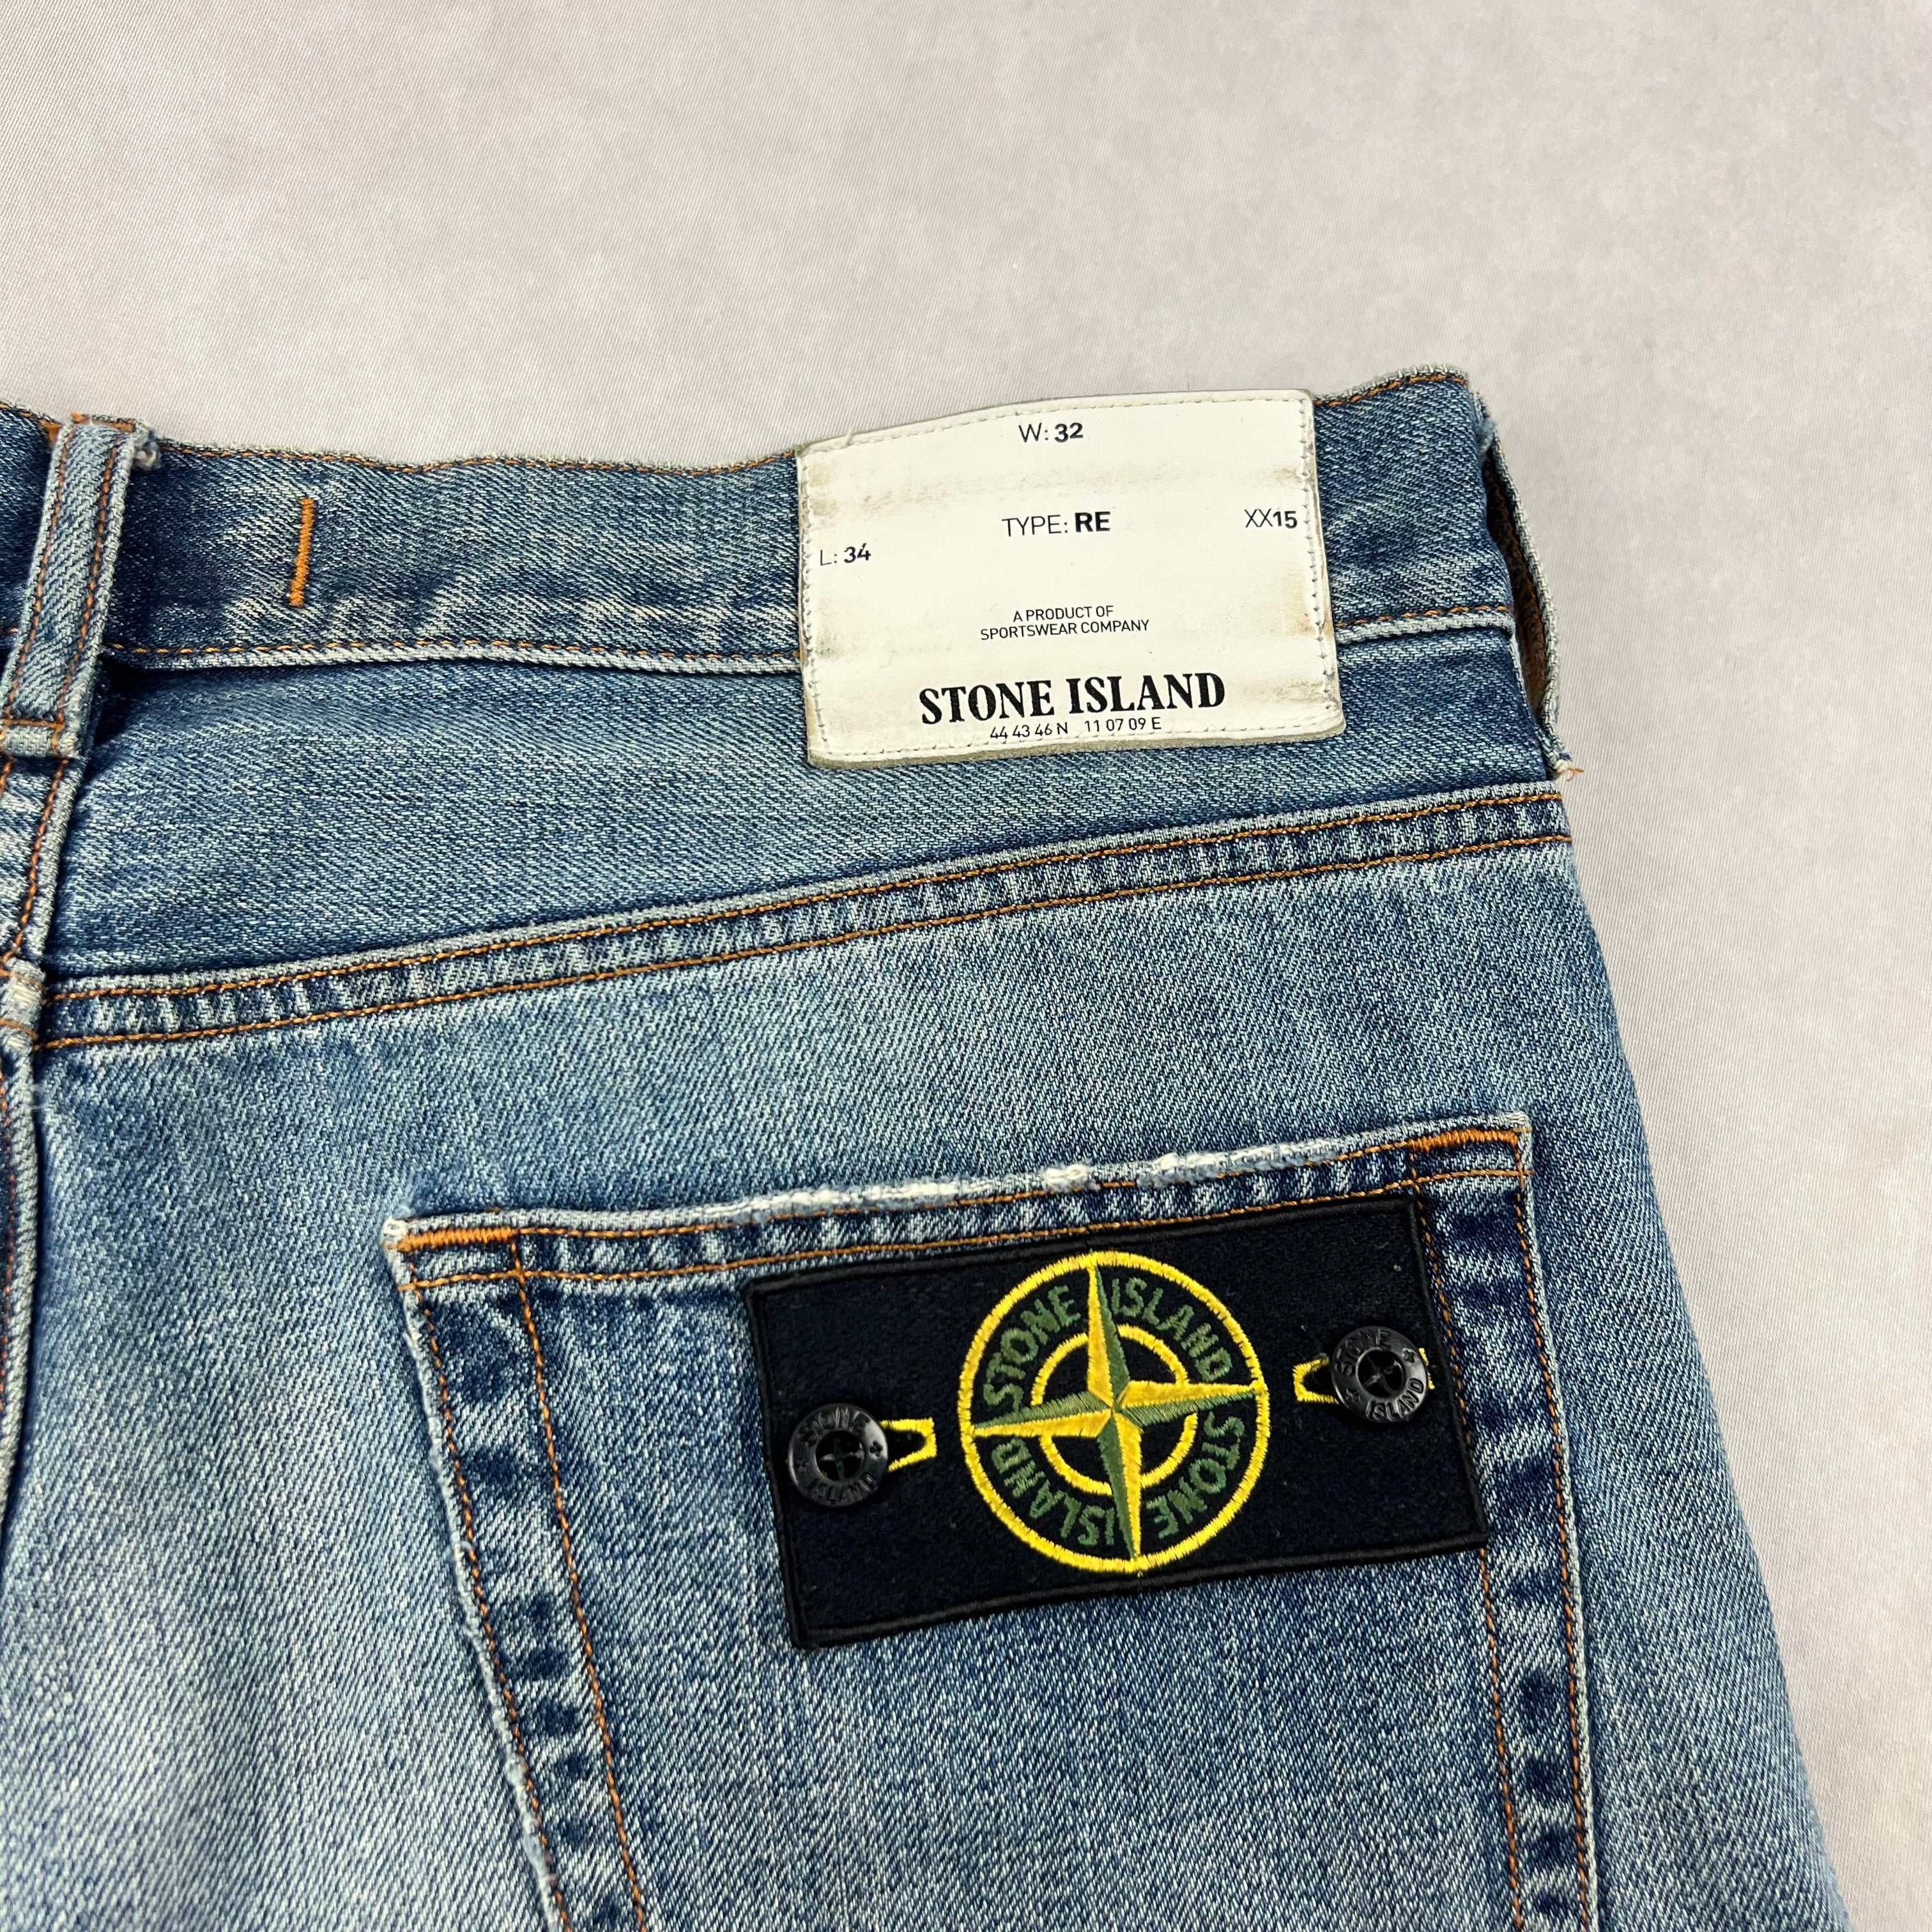 W: 32
TYPE: RE
XX15
L: 34
A PRODUCT OF
SPORTSWEAR COMPANY
STONE ISLAND
44 43 46 N 11 07 09 E
STONE ISLAND
STONE ISLAND
STONE ISLAND
STONE ISLAND